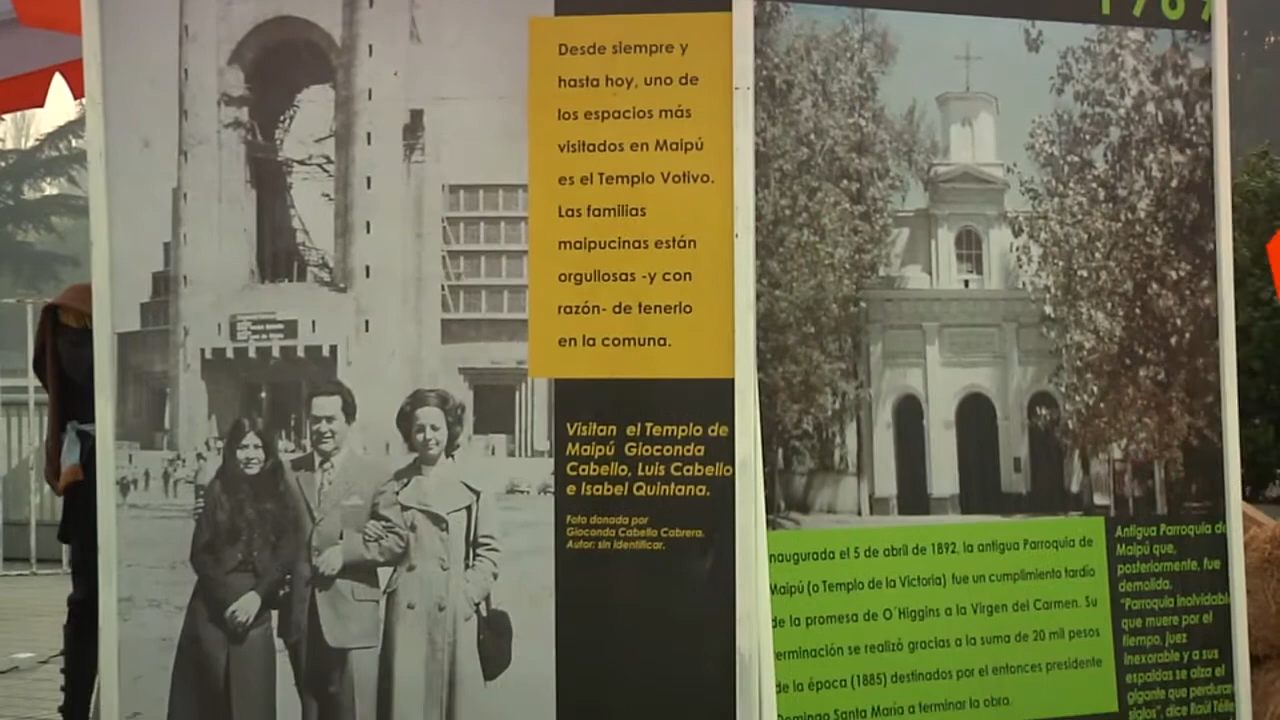 Desde siempre y
hasta hoy, uno de
los espacios más
visitados en Maipú
es el Templo Votivo.
Las familias
maipucinas están
orgullosas -y con
razón- de tenerlo
en la comuna.
Visitan el Templo de
Maipú Gioconda
Cabello, Luis Cabello
e Isabel Quintana.
Foto donada por
Gioconda Cabello Cabrera.
Autor: sin identificar.
naugurada el 5 de abril de 1892, la antigua Parroquia de
Maipú (o Templo de la Victoria) fue un cumplimiento tardío
de la promesa de O´Higgins a la Virgen del Carmen. Su
erminación se realizó gracias a la suma de 20 mil pesos
de la época (1885) destinados por el entonces presidente
Domingo Santa María a terminar la obra.
Antigua Parroquia de
Maipú que,
posteriormente, fue
demolida.
"Parroquia inolvidabl
que muere por el
tiempo, juez
inexorable y a sus
espaldas se alza el
gigante que perdurar
siglos", dice Raúl